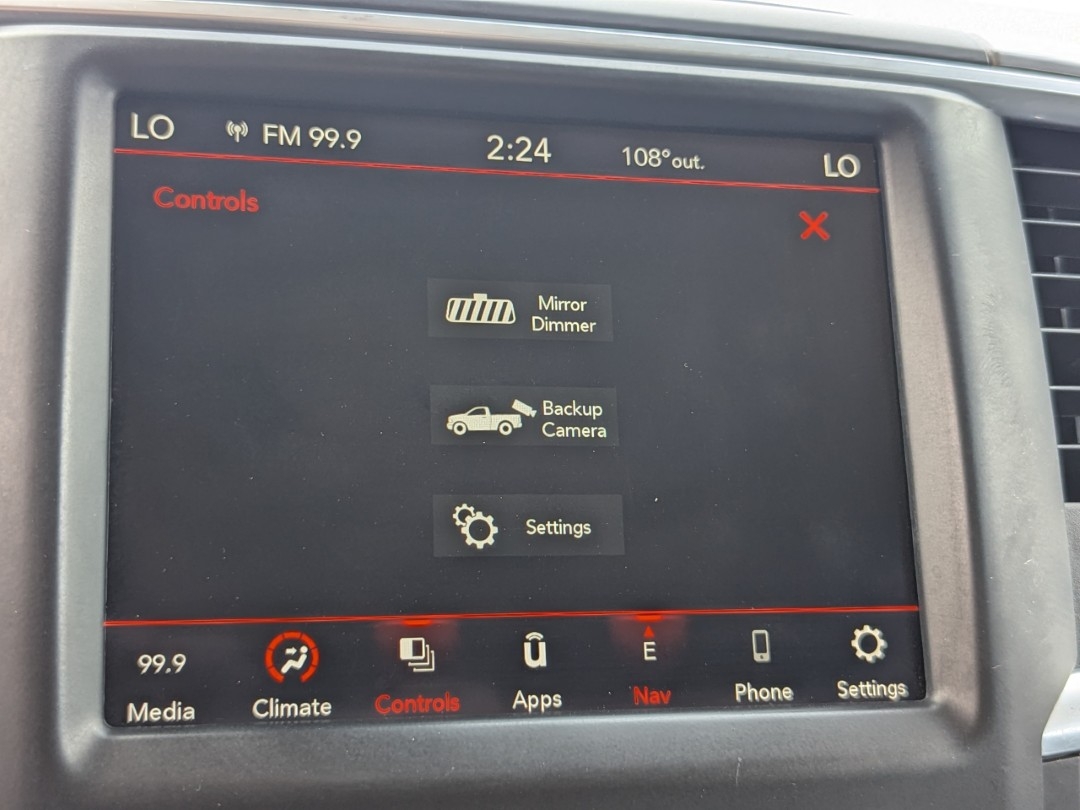 LO FM 99.9 2:24 108° out. LO
Controls
Mirror
Dimmer
Backup
Camera
Settings
99.9 E
Media Climate Controls Apps Nav Phone Settings